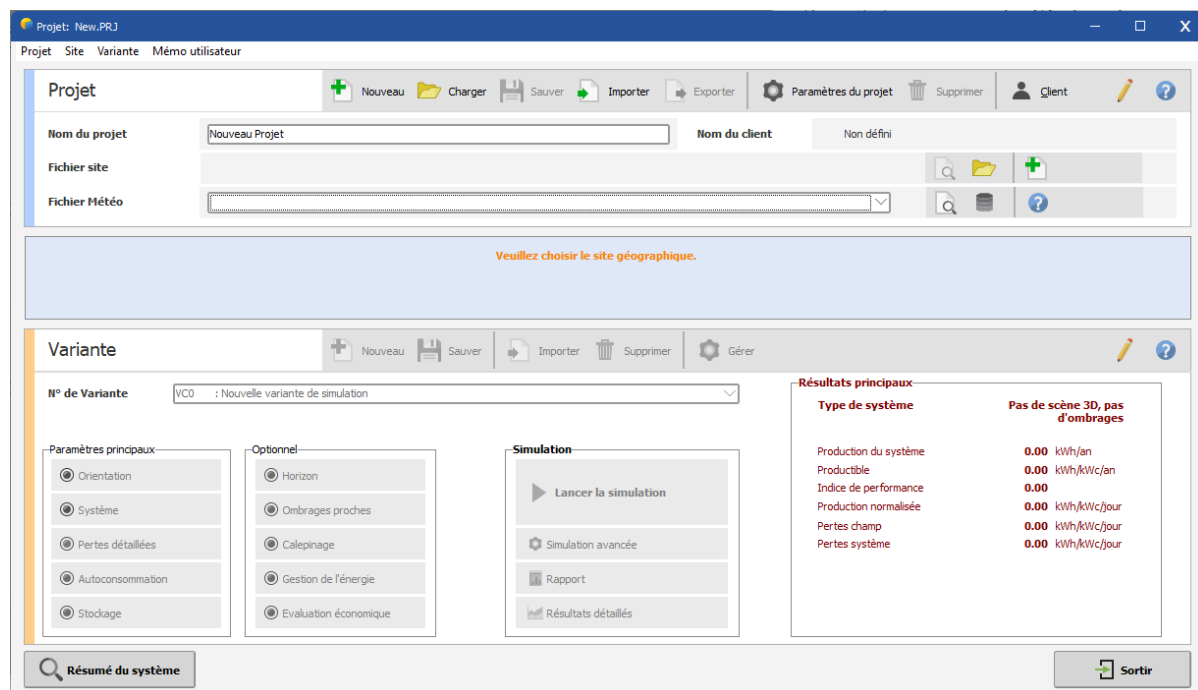 Projet: New.PRJ
Projet Site Variante Mémo utilisateur
Projet
Nouveau Charger Sauver Importer Exporter Paramètres du projet Supprimer Client
Nom du projet Nouveau Projet Nom du client Non défini
Fichier site
Fichier Météo
Veuillez choisir le site géographique.
Variante
Nouveau Sauver Importer Supprimer Gérer
N° de Variante VC0 : Nouvelle variante de simulation
Résultats principaux
Type de système Pas de scène 3D, pas
d'ombrages
Production du système 0.00 kWh/an
Productible 0.00 kWh/kWc/an
Indice de performance 0.00
Production normalisée 0.00 kWh/kWc/jour
Pertes champ 0.00 kWh/kWc/jour
Pertes système 0.00 kWh/kWc/jour
Paramètres principaux
Orientation
Système
Pertes détaillées
Autoconsommation
Stockage
Optionnel
Horizon
Ombrages proches
Calepinage
Gestion de l'énergie
Evaluation économique
Simulation
Lancer la simulation
Simulation avancée
Rapport
Résultats détaillés
Résumé du système
Sortir